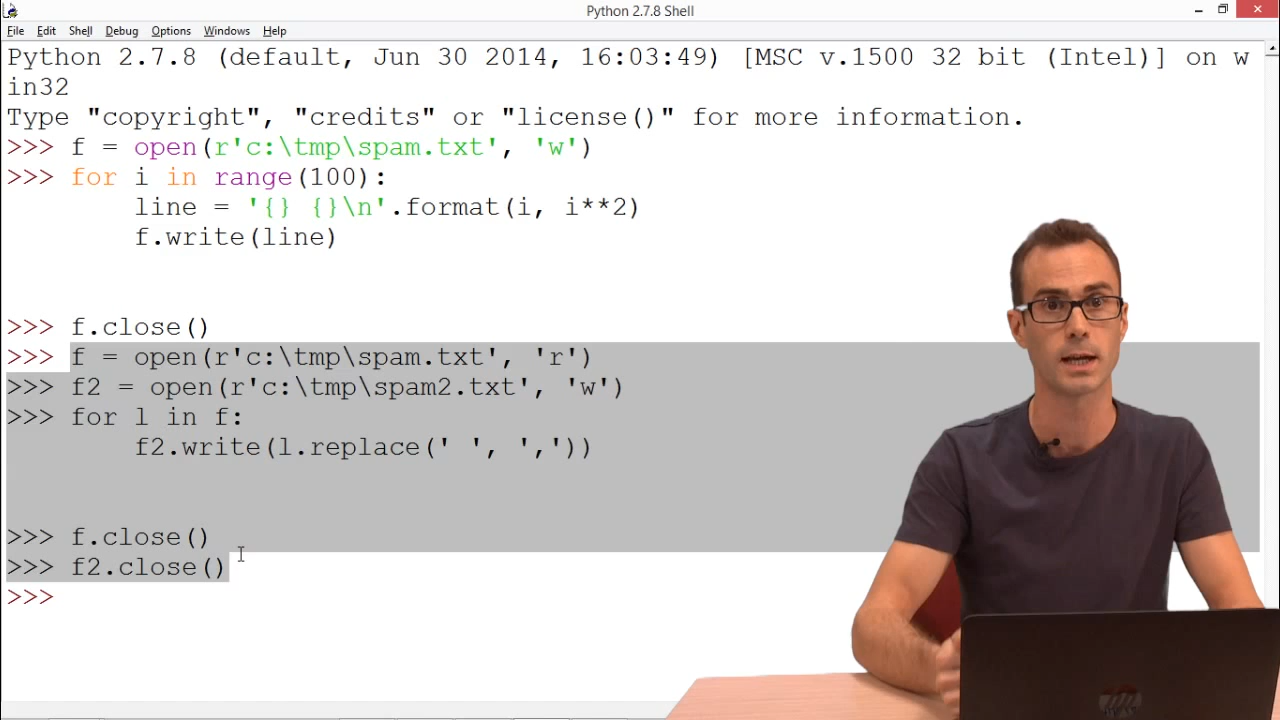 Python 2.7.8 Shell
File Edit Shell Debug Options Windows Help
Python 2.7.8 (default, Jun 30 2014, 16:03:49) [MSC v.1500 32 bit (Intel)] on w
in32
Type "copyright", "credits" or "license()" for more information.
>>> f = open(r'c:\tmp\spam.txt', 'w')
>>> for i in range(100):
        line = '{} {}\n'.format(i, i**2)
        f.write(line)
>>> f.close()
>>> f = open(r'c:\tmp\spam.txt', 'r')
>>> f2 = open(r'c:\tmp\spam2.txt', 'w')
>>> for l in f:
        f2.write(l.replace(' ', ','))
>>> f.close()
>>> f2.close()
>>>